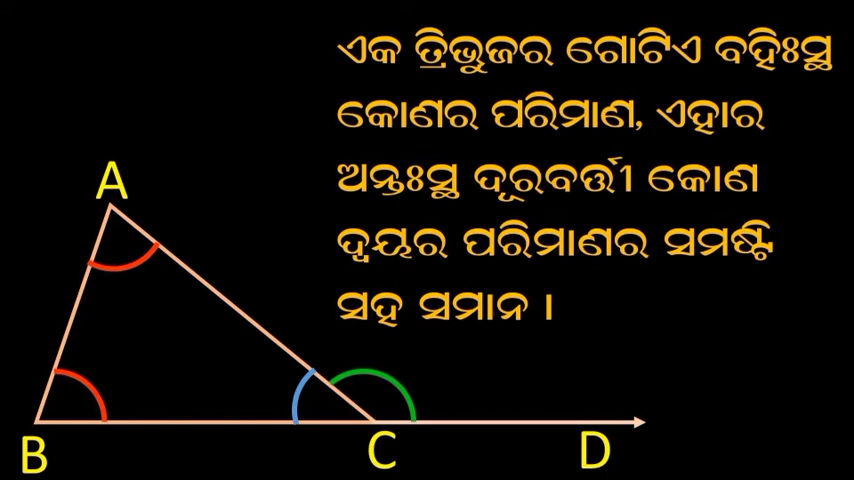 ଏକ ତ୍ରିଭୁଜର ଗୋଟିଏ ବହିଃସ୍ଥ
କୋଣର ପରିମାଣ, ଏହାର
ଅନ୍ତଃସ୍ଥ ଦୂରବର୍ତ୍ତୀ କୋଣ
ଦ୍ୱୟର ପରିମାଣର ସମଷ୍ଟି
ସହ ସମାନ ।
A
B
C
D